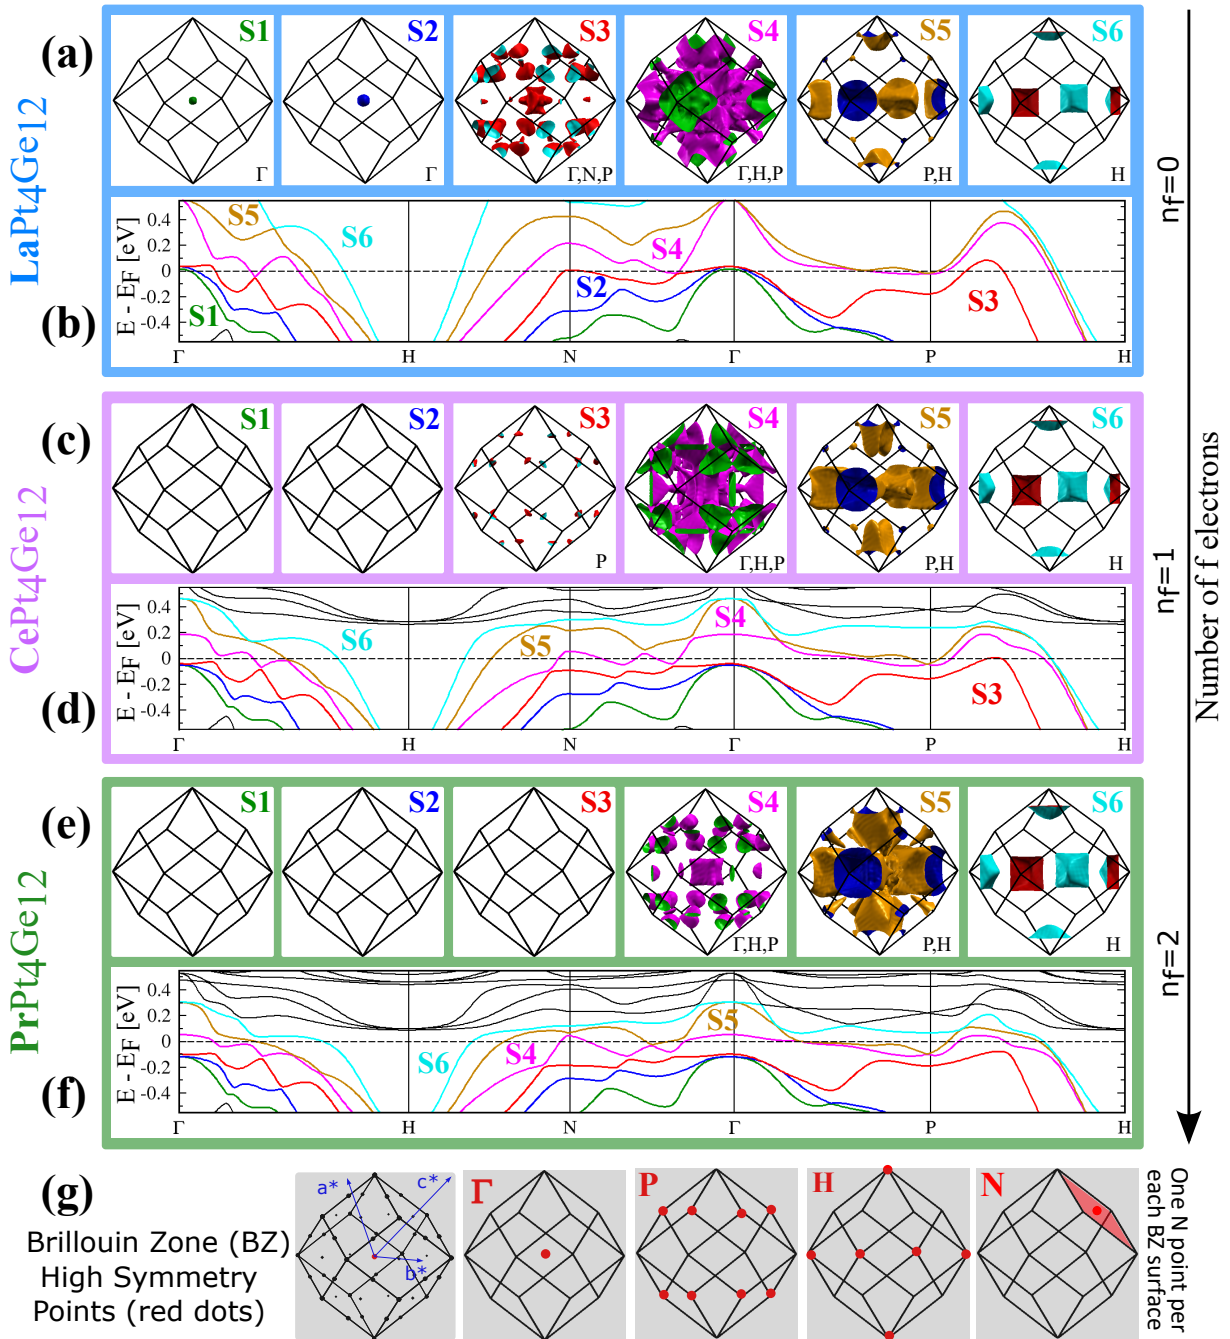 (a)
S1
S2
S3
S4
S5
S6
Γ
Γ
Γ,N,P
Γ,H,P
P,H
H
LaPt4Ge12
nf=0
(b)
E - EF [eV]
0.4
0.2
0
-0.2
-0.4
S5
S6
S4
S2
S1
S3
Γ
H
N
Γ
P
H
(c)
S1
S2
S3
S4
S5
S6
P
Γ,H,P
P,H
H
CePt4Ge12
nf=1
Number of f electrons
(d)
E - EF [eV]
0.4
0.2
0
-0.2
-0.4
S6
S5
S4
S3
Γ
H
N
Γ
P
H
(e)
S1
S2
S3
S4
S5
S6
Γ,H,P
P,H
H
PrPt4Ge12
nf=2
(f)
E - EF [eV]
0.4
0.2
0
-0.2
-0.4
S6
S4
S5
Γ
H
N
Γ
P
H
(g)
Brillouin Zone (BZ)
High Symmetry
Points (red dots)
a*
c*
b*
Γ
P
H
N
One N point per
each BZ surface